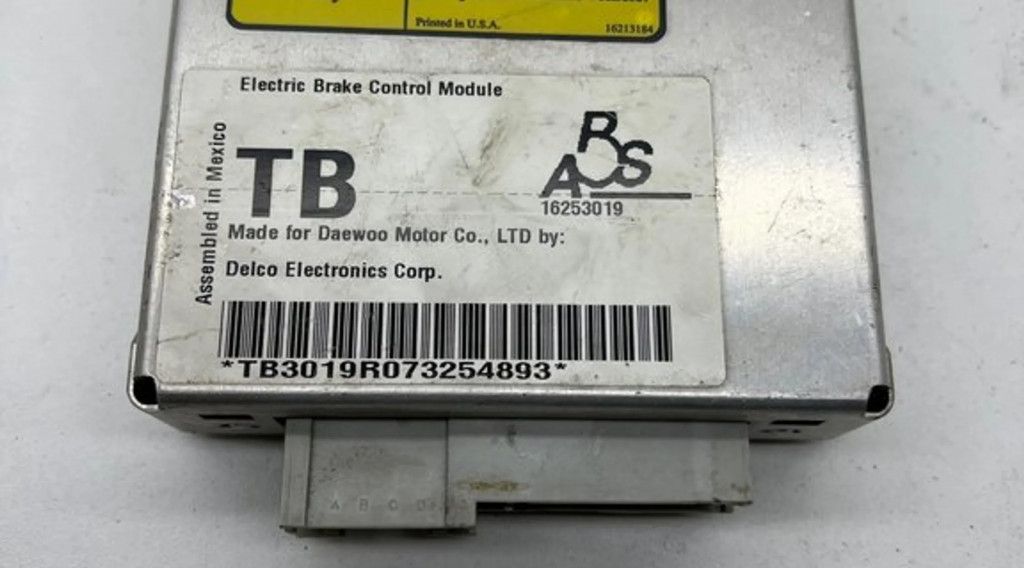 Printed in U.S.A.
16213184
Electric Brake Control Module
Assembled in Mexico
TB
ABS
16253019
Made for Daewoo Motor Co., LTD by:
Delco Electronics Corp.
*TB3019R073254893*
A B C D